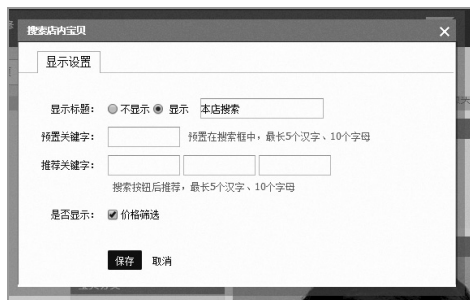 搜索店内宝贝
显示设置
显示标题： 不显示 显示 本店搜索
预置关键字： 预置在搜索框中，最长5个汉字、10个字母
推荐关键字：
搜索按钮后推荐，最长5个汉字、10个字母
是否显示： 价格筛选
保存 取消